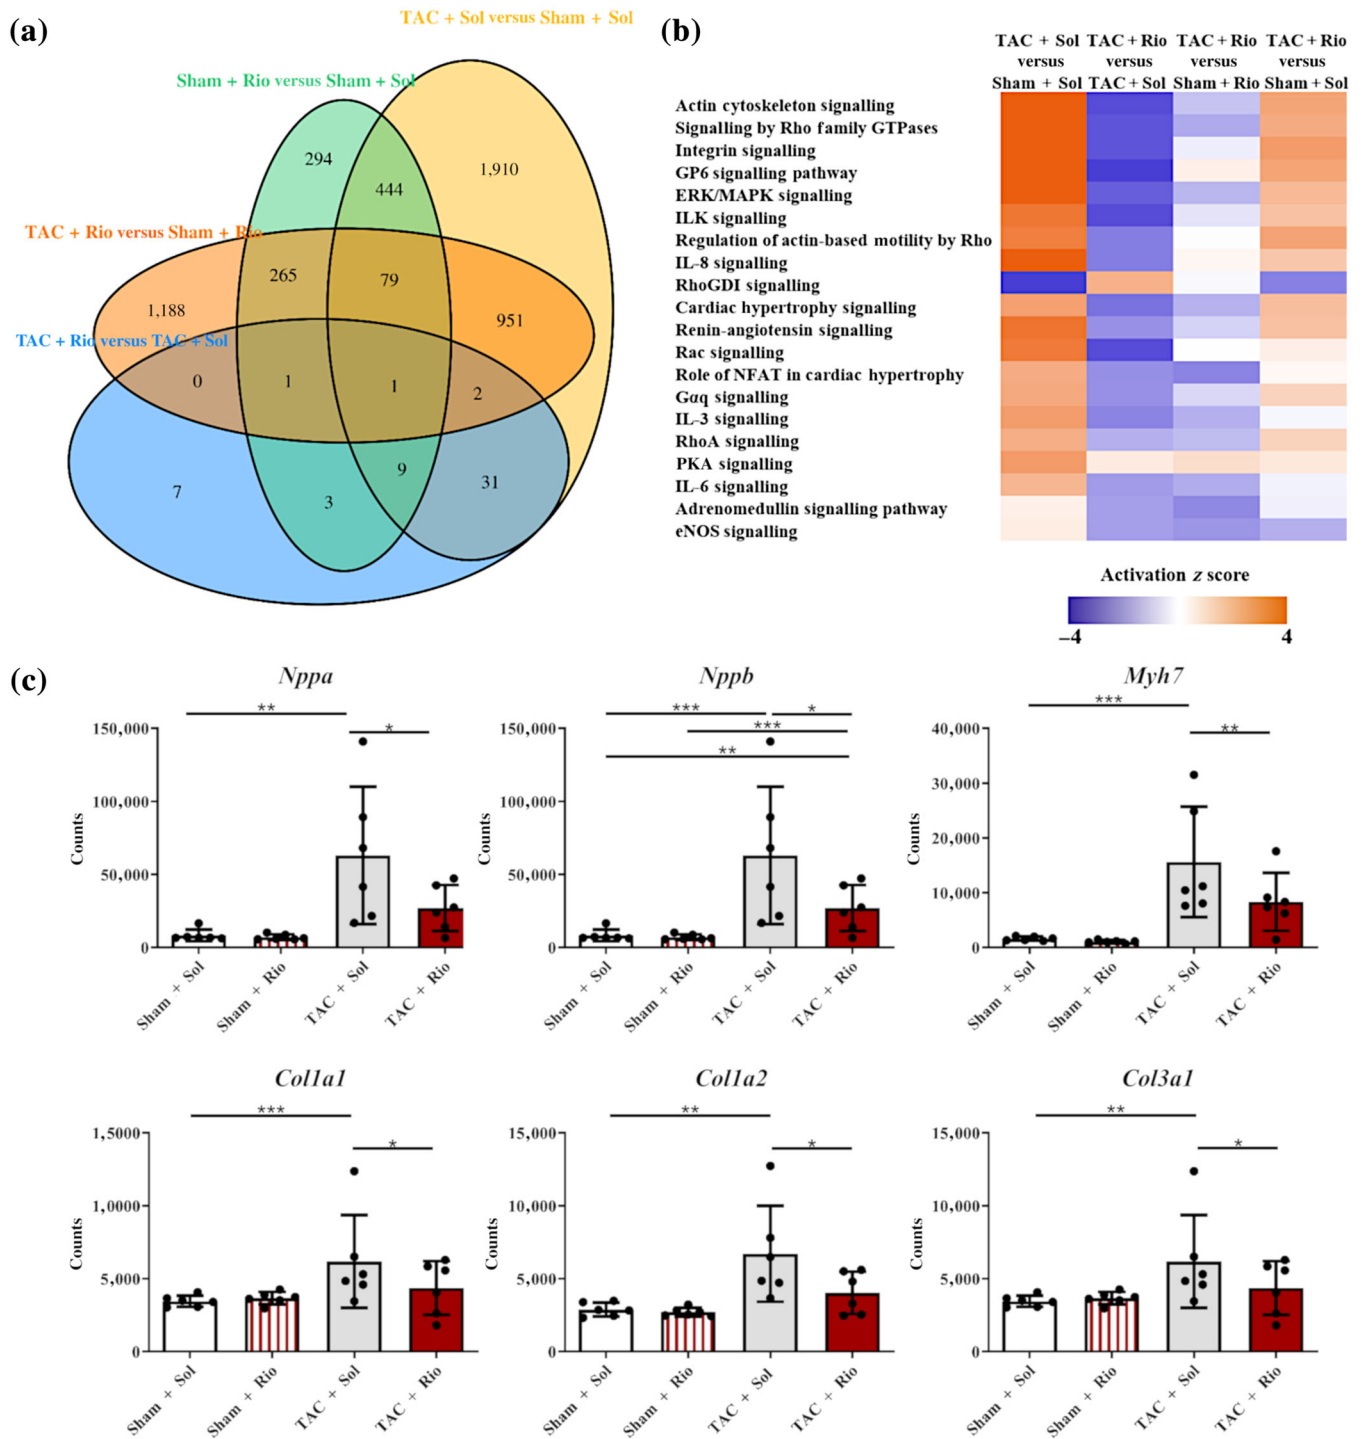 (a)
TAC + Sol versus Sham + Sol
Sham + Rio versus Sham + Sol
294
444
1,910
TAC + Rio versus Sham + Rio
265
79
1,188
951
TAC + Rio versus TAC + Sol
0
1
1
2
9
31
7
3
(b)
TAC + Sol TAC + Rio TAC + Rio TAC + Rio
versus versus versus versus
Sham + Sol TAC + Sol Sham + Rio Sham + Sol
Actin cytoskeleton signalling
Signalling by Rho family GTPases
Integrin signalling
GP6 signalling pathway
ERK/MAPK signalling
ILK signalling
Regulation of actin-based motility by Rho
IL-8 signalling
RhoGDI signalling
Cardiac hypertrophy signalling
Renin-angiotensin signalling
Rac signalling
Role of NFAT in cardiac hypertrophy
Gαq signalling
IL-3 signalling
RhoA signalling
PKA signalling
IL-6 signalling
Adrenomedullin signalling pathway
eNOS signalling
Activation z score
–4 4
(c)
Nppa
**
*
150,000
100,000
50,000
0
Counts
Sham + Sol
Sham + Rio
TAC + Sol
TAC + Rio
Nppb
*** *
***
**
150,000
100,000
50,000
0
Counts
Sham + Sol
Sham + Rio
TAC + Sol
TAC + Rio
Myh7
***
**
40,000
30,000
20,000
10,000
0
Counts
Sham + Sol
Sham + Rio
TAC + Sol
TAC + Rio
Col1a1
***
*
1,5000
1,0000
5,000
0
Counts
Sham + Sol
Sham + Rio
TAC + Sol
TAC + Rio
Col1a2
**
*
15,000
10,000
5,000
0
Counts
Sham + Sol
Sham + Rio
TAC + Sol
TAC + Rio
Col3a1
**
*
15,000
10,000
5,000
0
Counts
Sham + Sol
Sham + Rio
TAC + Sol
TAC + Rio